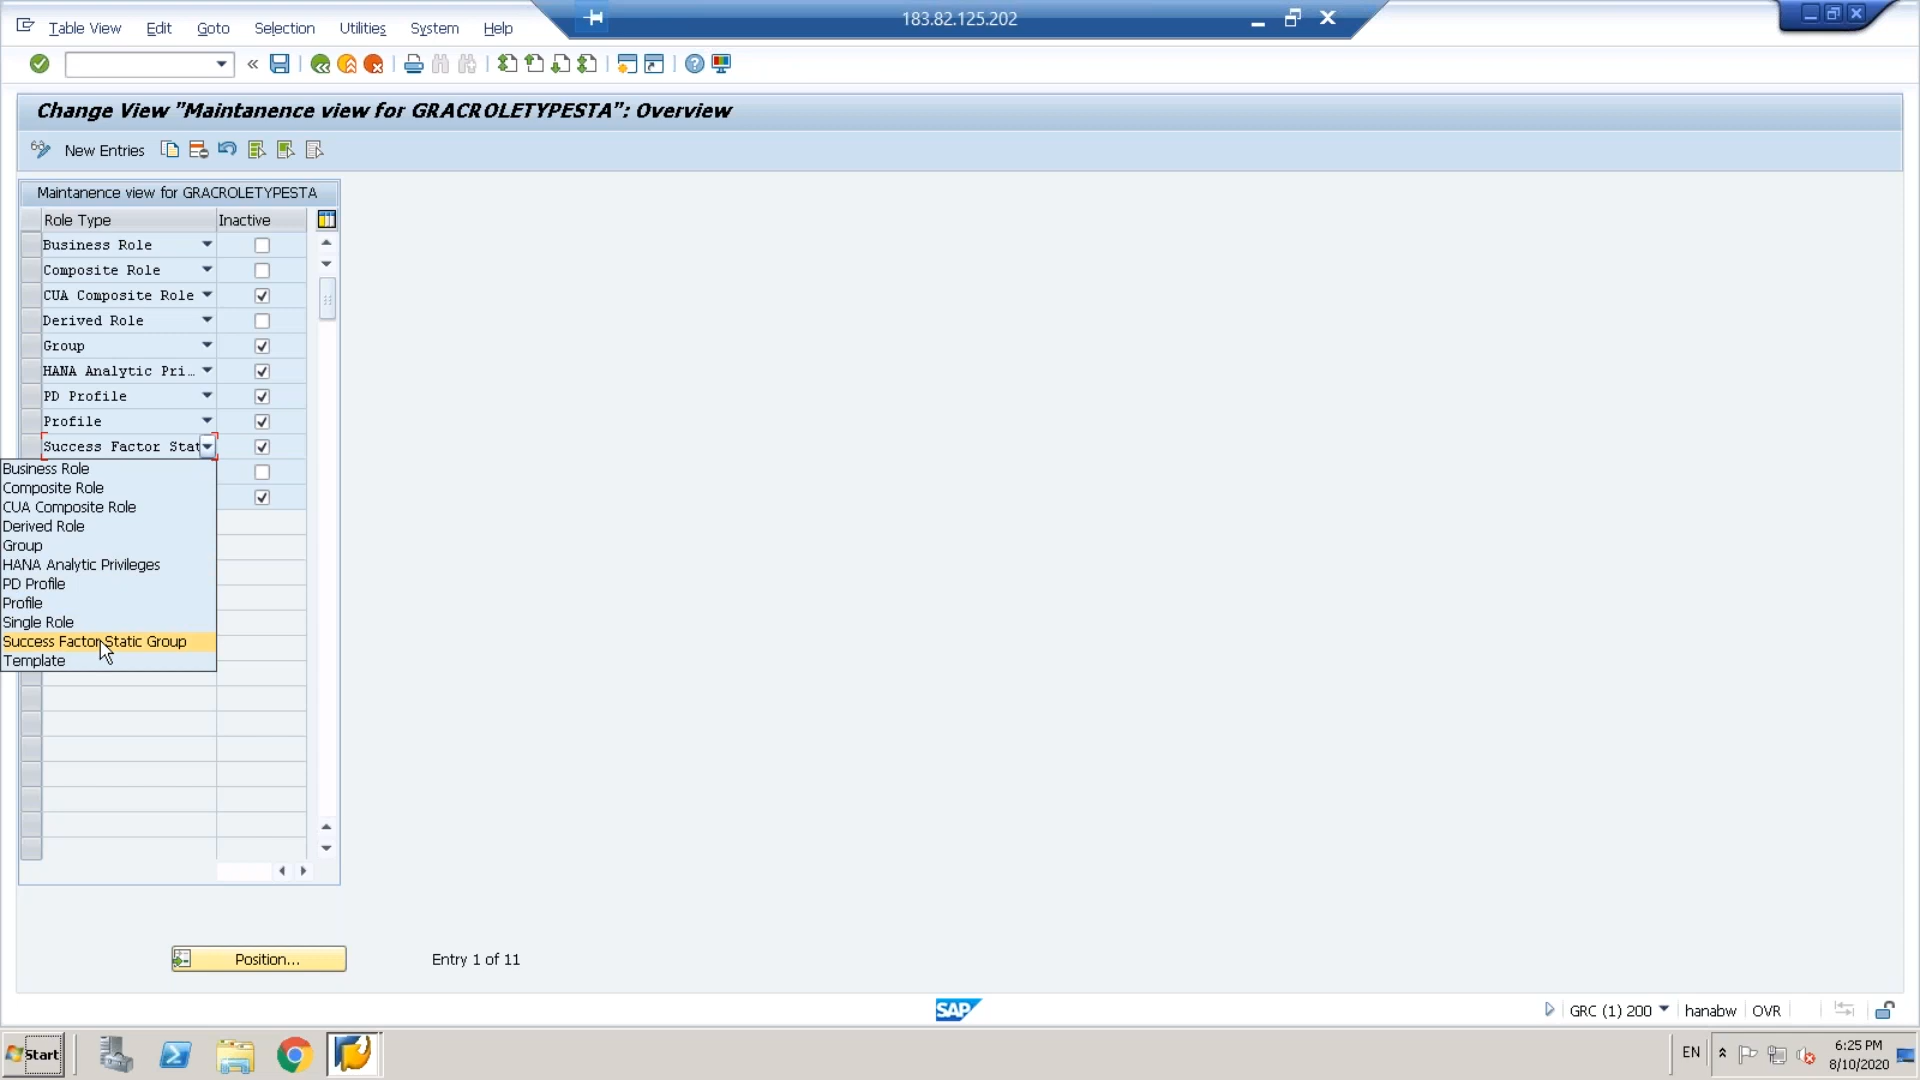 183.82.125.202
Table View Edit Goto Selection Utilities System Help
Change View "Maintanence view for GRACROLETYPESTA": Overview
New Entries
Maintanence view for GRACROLETYPESTA
Role Type Inactive
Business Role
Composite Role
CUA Composite Role
Derived Role
Group
HANA Analytic Pri…
PD Profile
Profile
Success Factor Stat
Business Role
Composite Role
CUA Composite Role
Derived Role
Group
HANA Analytic Privileges
PD Profile
Profile
Single Role
Success Factor Static Group
Template
Position... Entry 1 of 11
SAP GRC (1) 200 hanabw OVR
Start EN 6:25 PM
8/10/2020